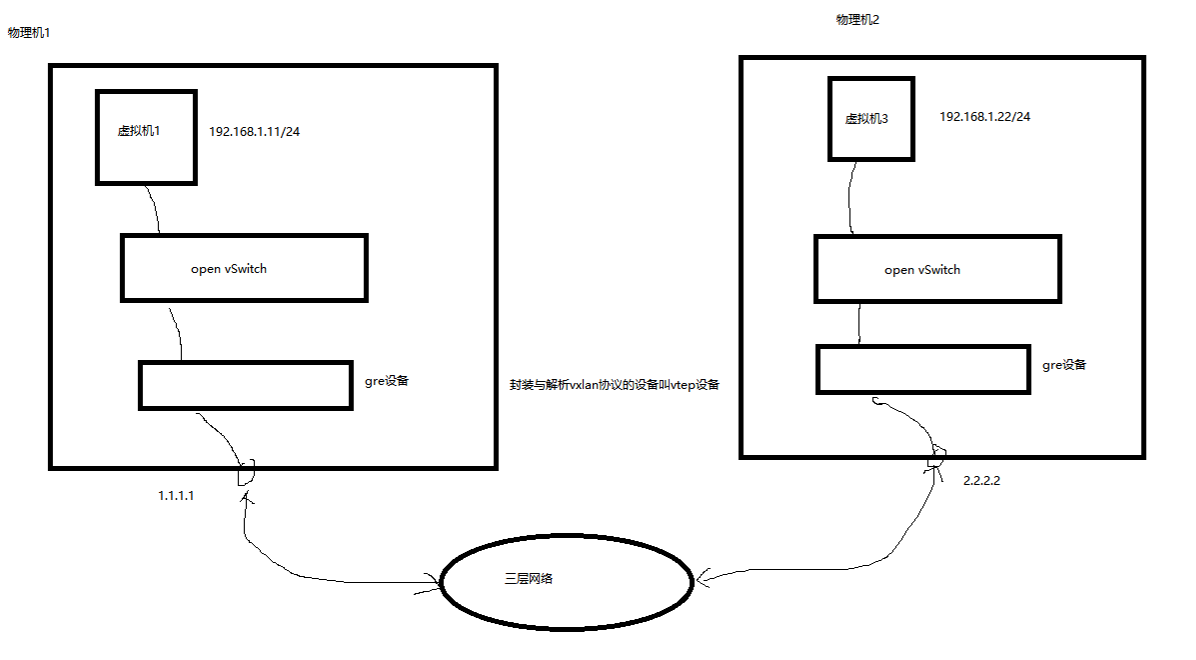 物理机1
物理机2
虚拟机1
192.168.1.11/24
虚拟机3
192.168.1.22/24
open vSwitch
open vSwitch
gre设备
封装与解析vxlan协议的设备叫vtep设备
gre设备
1.1.1.1
2.2.2.2
三层网络